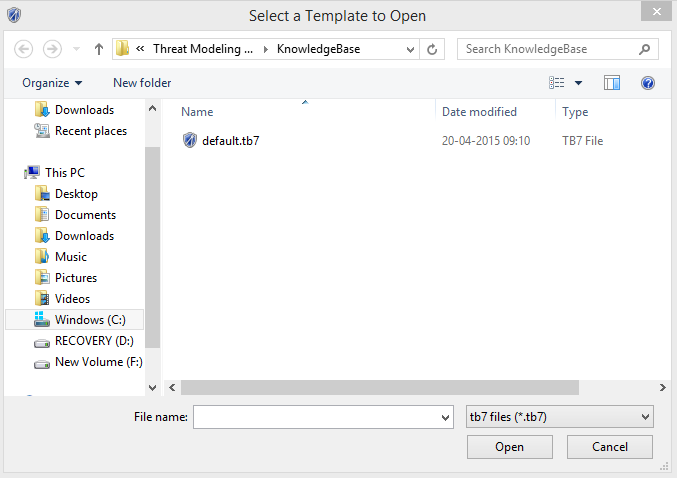 Select a Template to Open
« Threat Modeling ... KnowledgeBase
Search KnowledgeBase
Organize New folder
Name Date modified Type
default.tb7 20-04-2015 09:10 TB7 File
Downloads
Recent places
This PC
Desktop
Documents
Downloads
Music
Pictures
Videos
Windows (C:)
RECOVERY (D:)
New Volume (F:)
File name: tb7 files (*.tb7)
Open Cancel